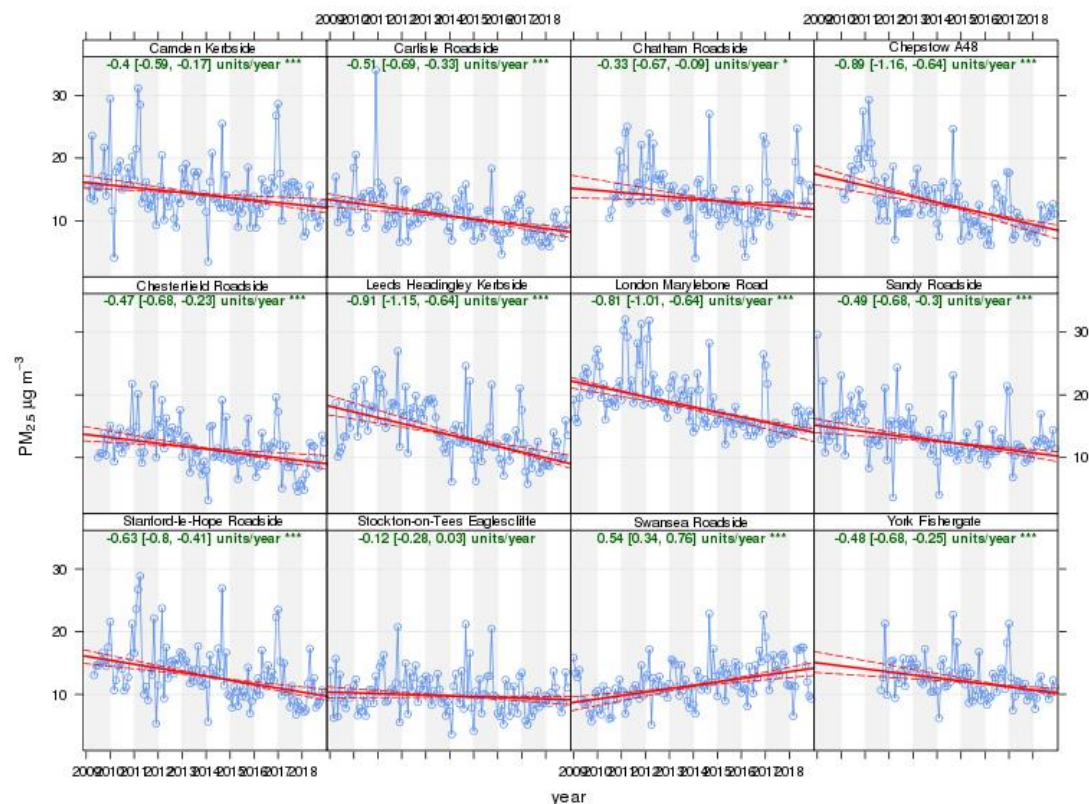 2009 2010 2011 2012 2013 2014 2015 2016 2017 2018 2009 2010 2011 2012 2013 2014 2015 2016 2017 2018
Camden Kerbside Carlisle Roadside Chatham Roadside Chepstow A48
-0.4 [-0.59, -0.17] units/year *** -0.51 [-0.69, -0.33] units/year *** -0.33 [-0.67, -0.09] units/year * -0.89 [-1.16, -0.64] units/year ***
30
20
10
Chesterfield Roadside Leeds Headingley Kerbside London Marylebone Road Sandy Roadside
-0.47 [-0.68, -0.23] units/year *** -0.91 [-1.15, -0.64] units/year *** -0.81 [-1.01, -0.64] units/year *** -0.49 [-0.68, -0.3] units/year ***
30
20
10
PM2.5 µg m−3
Stanford-le-Hope Roadside Stockton-on-Tees Eaglescliffe Swansea Roadside York Fishergate
-0.63 [-0.8, -0.41] units/year *** -0.12 [-0.28, 0.03] units/year 0.54 [0.34, 0.76] units/year *** -0.48 [-0.68, -0.25] units/year ***
30
20
10
2009 2010 2011 2012 2013 2014 2015 2016 2017 2018 2009 2010 2011 2012 2013 2014 2015 2016 2017 2018
year